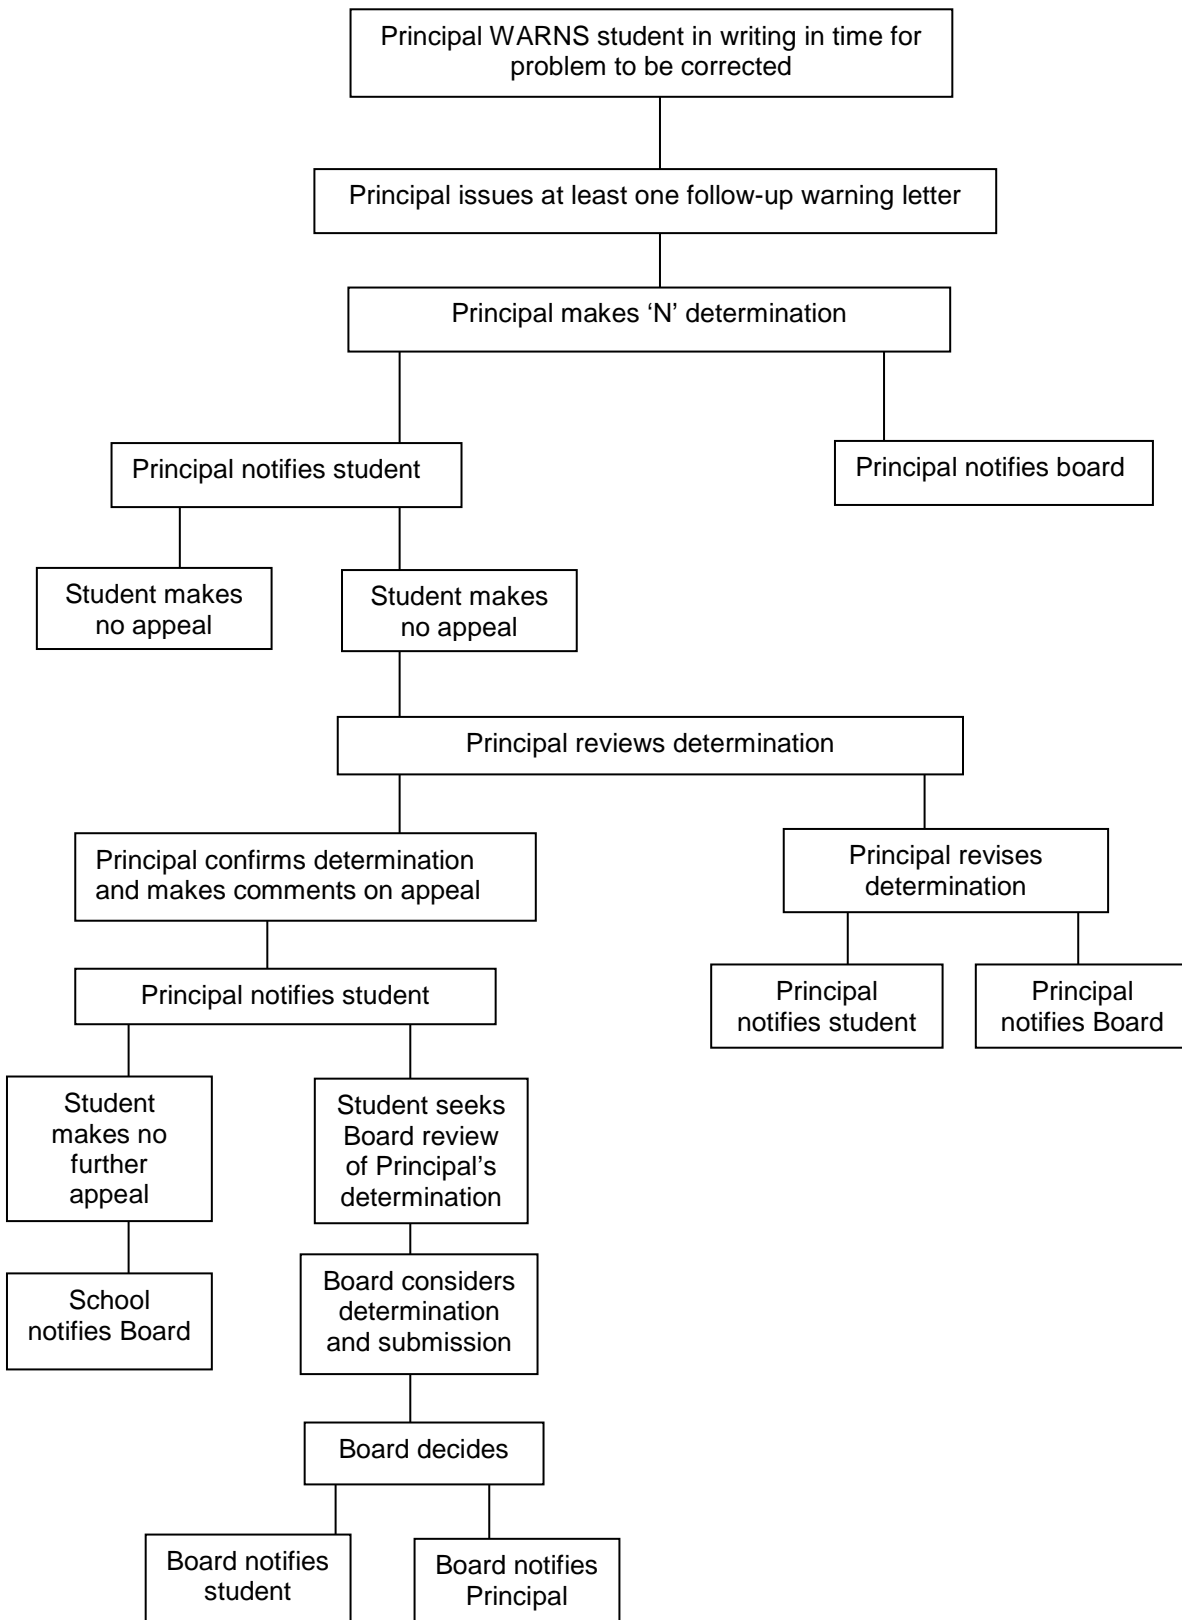 Principal WARNS student in writing in time for
problem to be corrected
Principal issues at least one follow-up warning letter
Principal makes ‘N’ determination
Principal notifies student
Principal notifies board
Student makes
no appeal
Student makes
no appeal
Principal reviews determination
Principal confirms determination
and makes comments on appeal
Principal revises
determination
Principal notifies student
Principal
notifies student
Principal
notifies Board
Student
makes no
further
appeal
Student seeks
Board review
of Principal’s
determination
School
notifies Board
Board considers
determination
and submission
Board decides
Board notifies
student
Board notifies
Principal